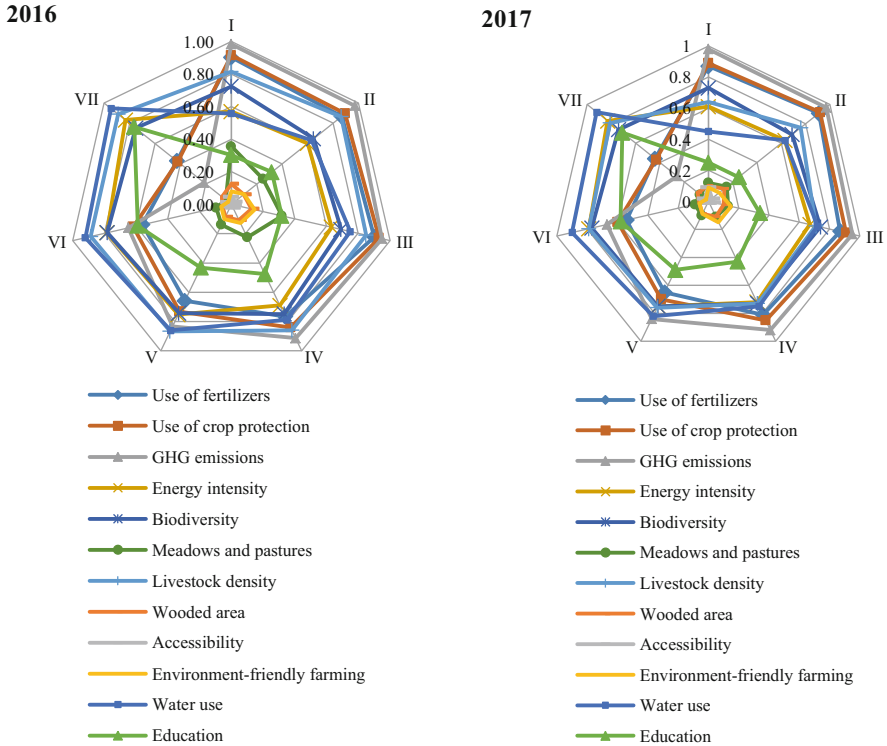 2016
I
1.00
0.80
0.60
0.40
0.20
0.00
II
III
IV
V
VI
VII
Use of fertilizers
Use of crop protection
GHG emissions
Energy intensity
Biodiversity
Meadows and pastures
Livestock density
Wooded area
Accessibility
Environment-friendly farming
Water use
Education
2017
I
1
0.8
0.6
0.4
0.2
0
II
III
IV
V
VI
VII
Use of fertilizers
Use of crop protection
GHG emissions
Energy intensity
Biodiversity
Meadows and pastures
Livestock density
Wooded area
Accessibility
Environment-friendly farming
Water use
Education